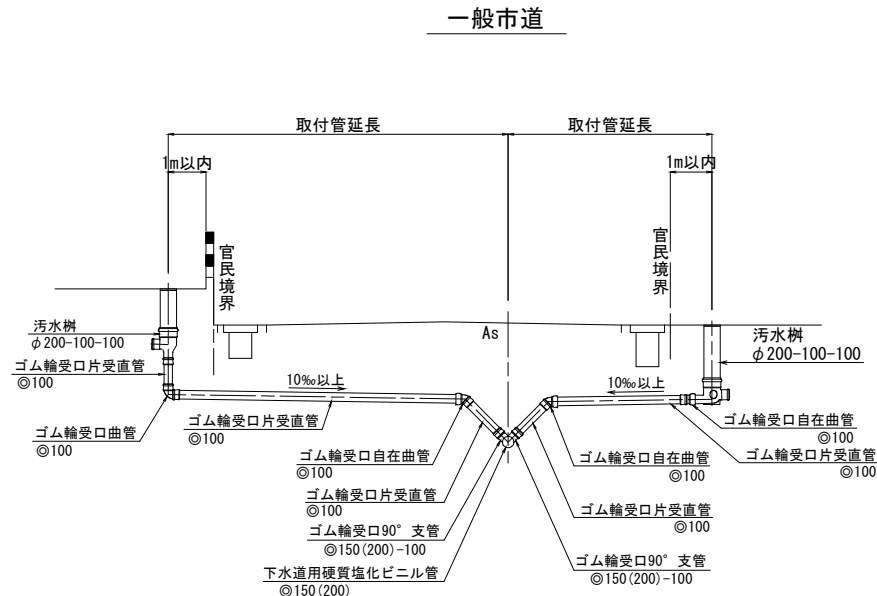 一般市道
取付管延長
取付管延長
1m以内
1m以内
官民境界
官民境界
As
汚水桝
φ200-100-100
汚水桝
φ200-100-100
ゴム輪受口片受直管
◎100
10‰以上
10‰以上
ゴム輪受口曲管
◎100
ゴム輪受口片受直管
◎100
ゴム輪受口自在曲管
◎100
ゴム輪受口自在曲管
◎100
ゴム輪受口自在曲管
◎100
ゴム輪受口片受直管
◎100
ゴム輪受口片受直管
◎100
ゴム輪受口片受直管
◎100
ゴム輪受口90° 支管
◎150(200)-100
ゴム輪受口90° 支管
◎150(200)-100
下水道用硬質塩化ビニル管
◎150(200)